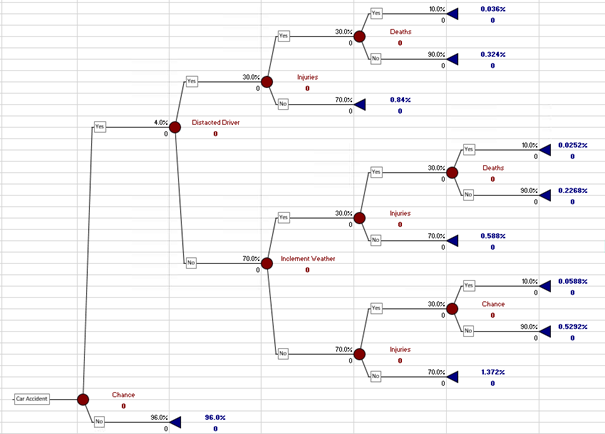 Yes 10.0% 0.036%
0 0
30.0% Deaths
Yes
0 0
No 90.0% 0.324%
0 0
30.0% Injuries
Yes
0 0
No 70.0% 0.84%
0 0
4.0% Distacted Driver
Yes
0 0
Yes 10.0% 0.0252%
0 0
30.0% Deaths
Yes
0 0
No 90.0% 0.2268%
0 0
30.0% Injuries
Yes
0 0
No 70.0% 0.588%
0 0
70.0% Inclement Weather
No
0 0
Yes 10.0% 0.0588%
0 0
30.0% Chance
Yes
0 0
No 90.0% 0.5292%
0 0
70.0% Injuries
No
0 0
No 70.0% 1.372%
0 0
Car Accident Chance
0
No 96.0% 96.0%
0 0